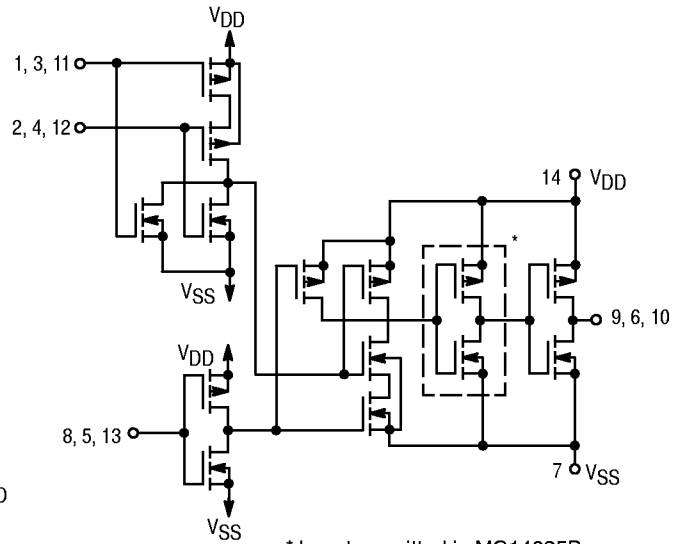 VDD
1, 3, 11
2, 4, 12
14 VDD
*
VSS
9, 6, 10
VDD
8, 5, 13
7 VSS
VSS